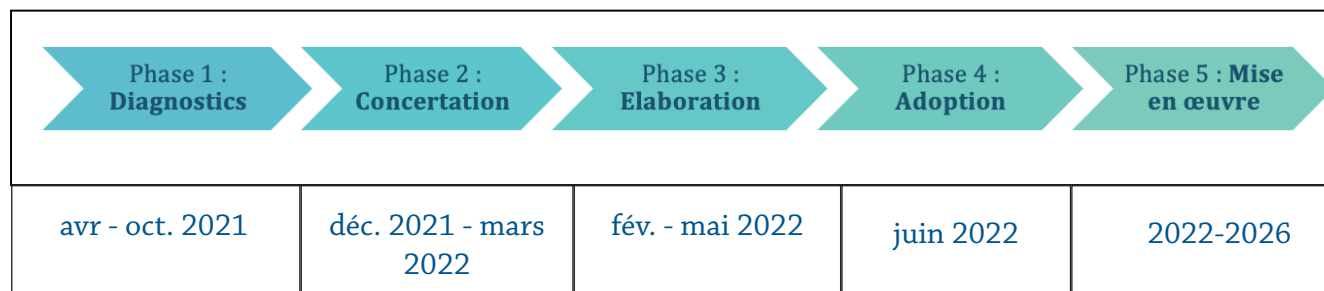 Phase 1 :
Diagnostics
Phase 2 :
Concertation
Phase 3 :
Elaboration
Phase 4 :
Adoption
Phase 5 : Mise
en œuvre
avr - oct. 2021
déc. 2021 - mars
2022
fév. - mai 2022
juin 2022
2022-2026